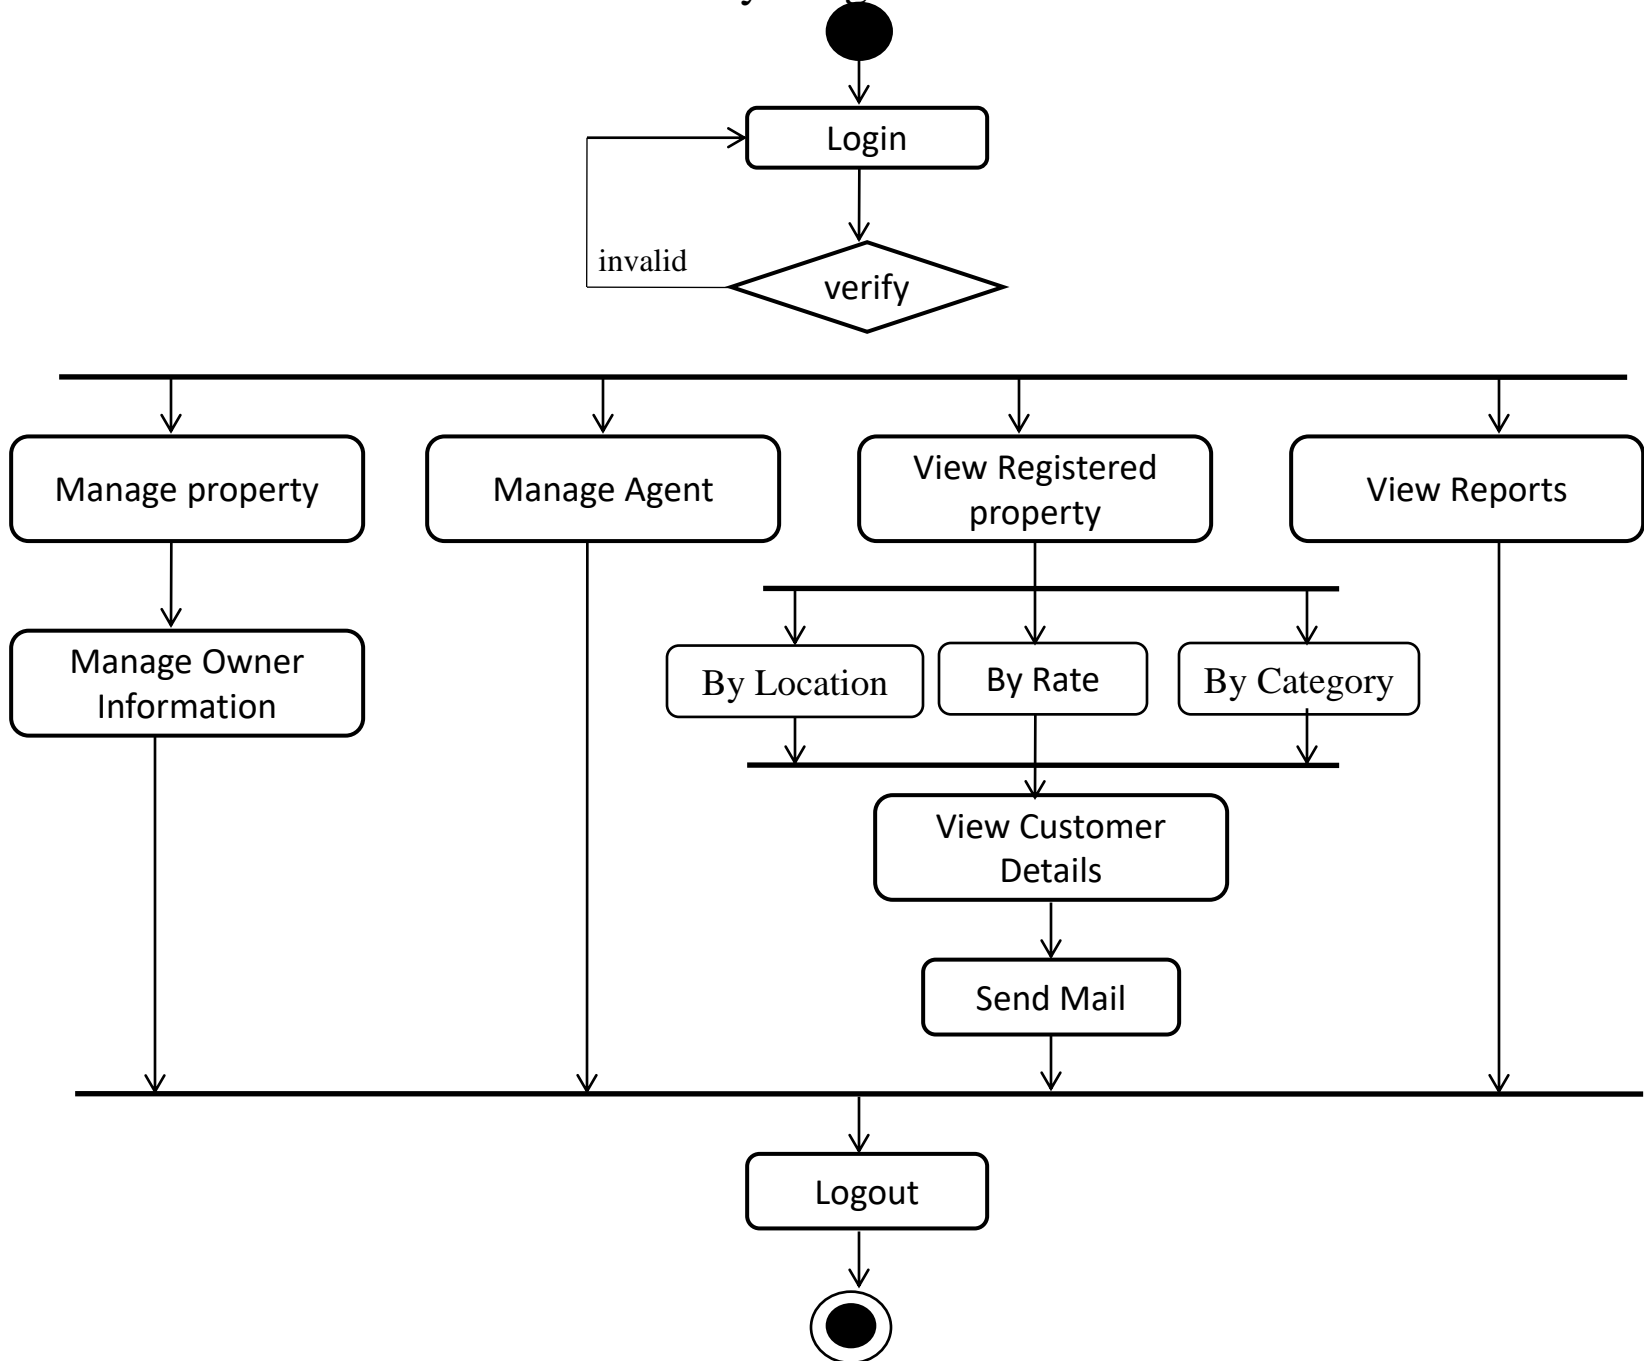 Login
invalid
verify
Manage property
Manage Agent
View Registered
property
View Reports
Manage Owner
Information
By Location
By Rate
By Category
View Customer
Details
Send Mail
Logout